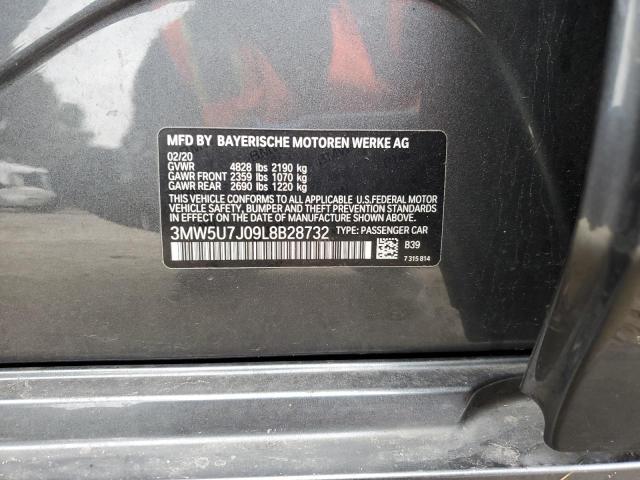 MFD BY BAYERISCHE MOTOREN WERKE AG
02/20
GVWR 4828 lbs 2190 kg
GAWR FRONT 2359 lbs 1070 kg
GAWR REAR 2690 lbs 1220 kg
THIS VEHICLE CONFORMS TO ALL APPLICABLE U.S.FEDERAL MOTOR
VEHICLE SAFETY, BUMPER AND THEFT PREVENTION STANDARDS
IN EFFECT ON THE DATE OF MANUFACTURE SHOWN ABOVE.
3MW5U7J09L8B28732 TYPE: PASSENGER CAR
B39
7 315 814